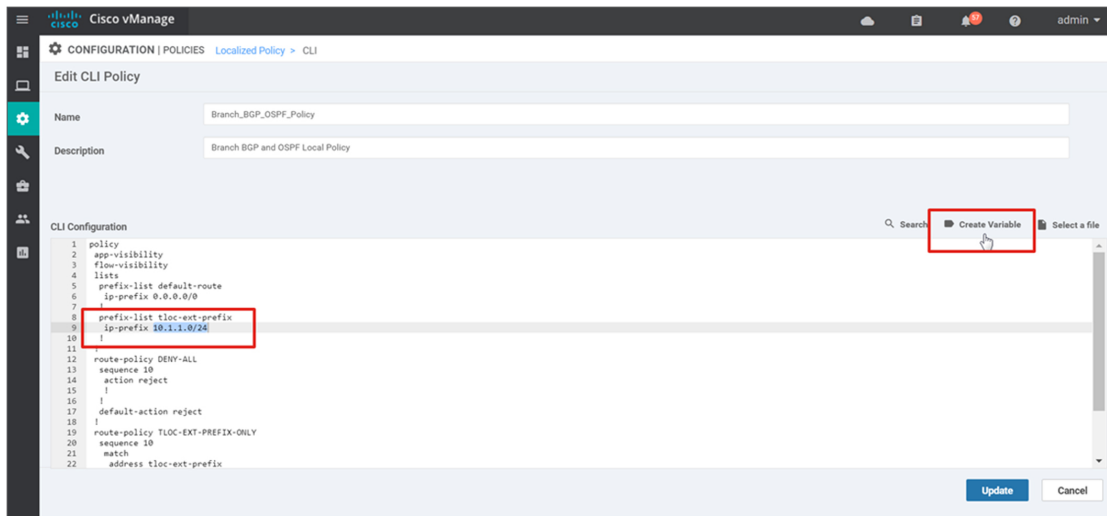 cisco Cisco vManage
57
admin
CONFIGURATION | POLICIES Localized Policy > CLI
Edit CLI Policy
Name Branch_BGP_OSPF_Policy
Description Branch BGP and OSPF Local Policy
CLI Configuration Search Create Variable Select a file
1 policy
2 app-visibility
3 flow-visibility
4 lists
5 prefix-list default-route
6 ip-prefix 0.0.0.0/0
7 !
8 prefix-list tloc-ext-prefix
9 ip-prefix 10.1.1.0/24
10 !
11 !
12 route-policy DENY-ALL
13 sequence 10
14 action reject
15 !
16 !
17 default-action reject
18 !
19 route-policy TLOC-EXT-PREFIX-ONLY
20 sequence 10
21 match
22 address tloc-ext-prefix
Update Cancel